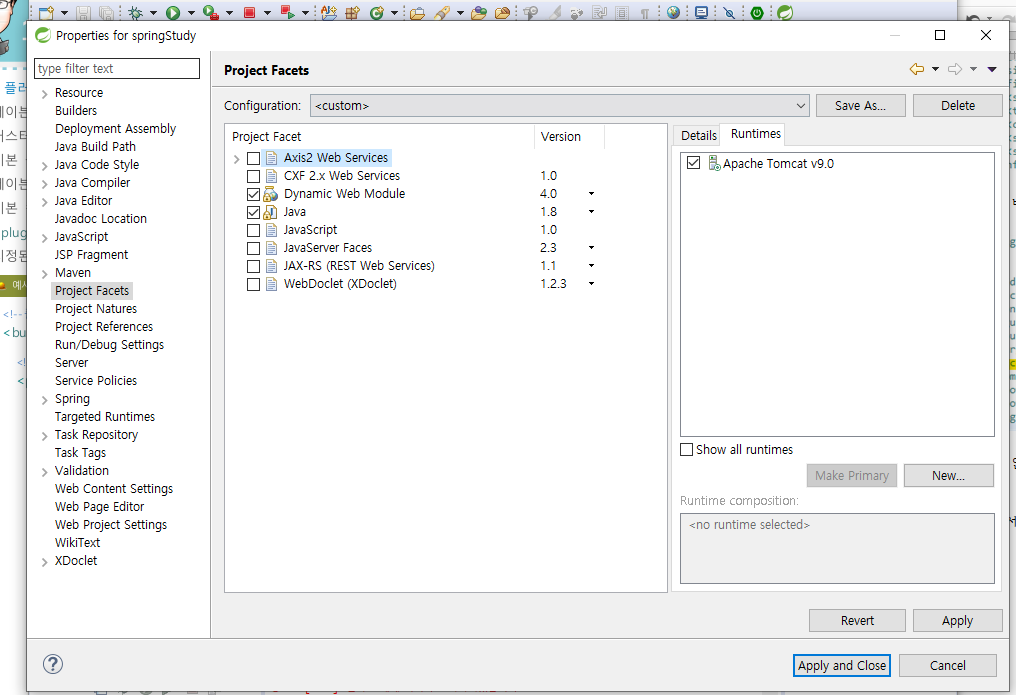 Properties for springStudy
type filter text
Resource
Builders
Deployment Assembly
Java Build Path
Java Code Style
Java Compiler
Java Editor
Javadoc Location
JavaScript
JSP Fragment
Maven
Project Facets
Project Natures
Project References
Run/Debug Settings
Server
Service Policies
Spring
Targeted Runtimes
Task Repository
Task Tags
Validation
Web Content Settings
Web Page Editor
Web Project Settings
WikiText
XDoclet
Project Facets
Configuration: <custom> Save As... Delete
Project Facet Version
Axis2 Web Services
CXF 2.x Web Services 1.0
Dynamic Web Module 4.0
Java 1.8
JavaScript 1.0
JavaServer Faces 2.3
JAX-RS (REST Web Services) 1.1
WebDoclet (XDoclet) 1.2.3
Details Runtimes
Apache Tomcat v9.0
Show all runtimes
Make Primary New...
Runtime composition:
<no runtime selected>
Revert Apply
Apply and Close Cancel